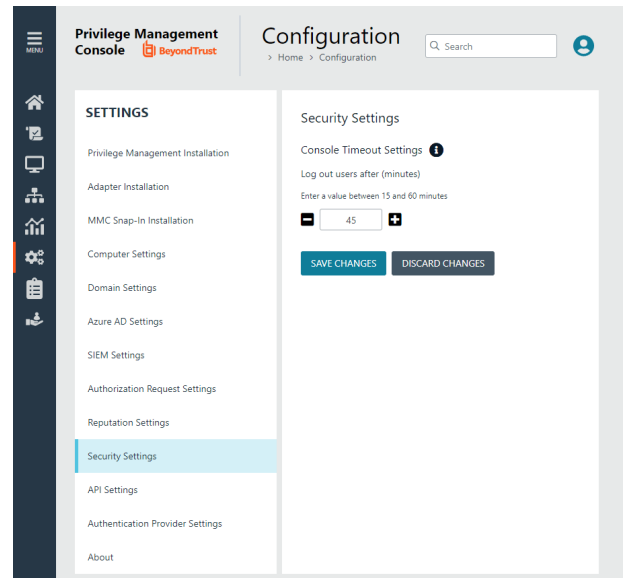 MENU
Privilege Management
Console BeyondTrust
Configuration
> Home > Configuration
Search
SETTINGS
Privilege Management Installation
Adapter Installation
MMC Snap-In Installation
Computer Settings
Domain Settings
Azure AD Settings
SIEM Settings
Authorization Request Settings
Reputation Settings
Security Settings
API Settings
Authentication Provider Settings
About
Security Settings
Console Timeout Settings
Log out users after (minutes)
Enter a value between 15 and 60 minutes
45
SAVE CHANGES DISCARD CHANGES